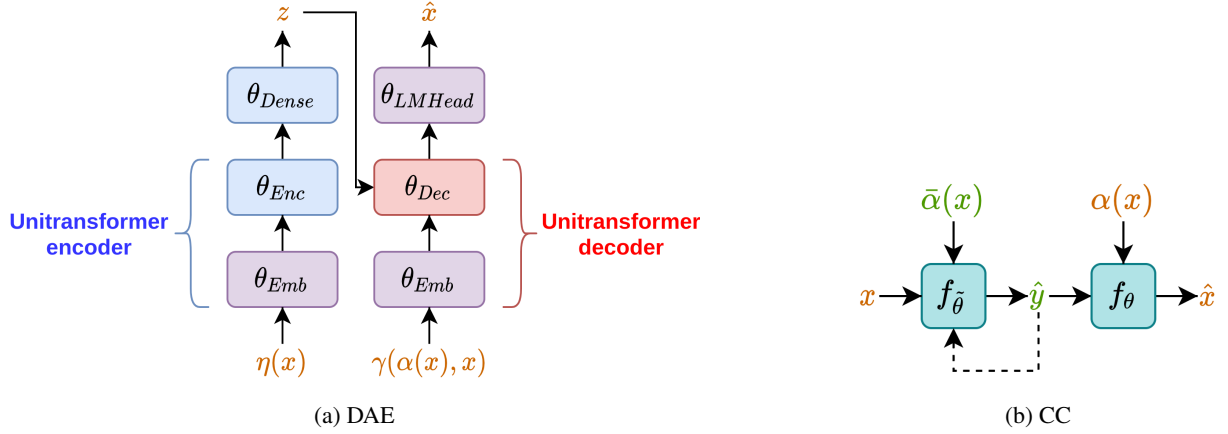 z
x̂
θ_Dense
θ_LMHead
θ_Enc
θ_Dec
Unitransformer
encoder
Unitransformer
decoder
θ_Emb
θ_Emb
η(x)
γ(α(x), x)
(a) DAE
ᾱ(x)
α(x)
x
f_θ̃
ŷ
f_θ
x̂
(b) CC